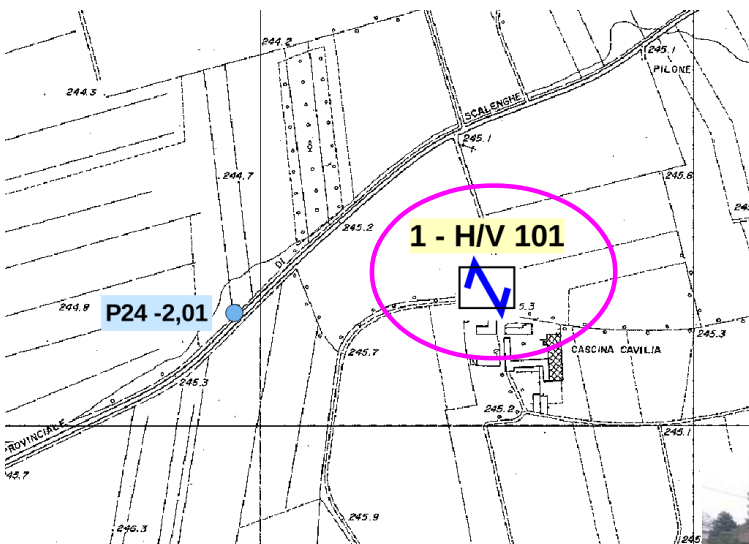 244.2
245.1
PILONE
244.3
SCALENGHE
245.1
244.7
245.6
245.2
1 - H/V 101
DI
244.8
P24 -2,01
5.3
245.3
245.7
CASCINA CAVILIA
245.3
245.2
PROVINCIALE
245.1
45.7
246.3
245.9
245